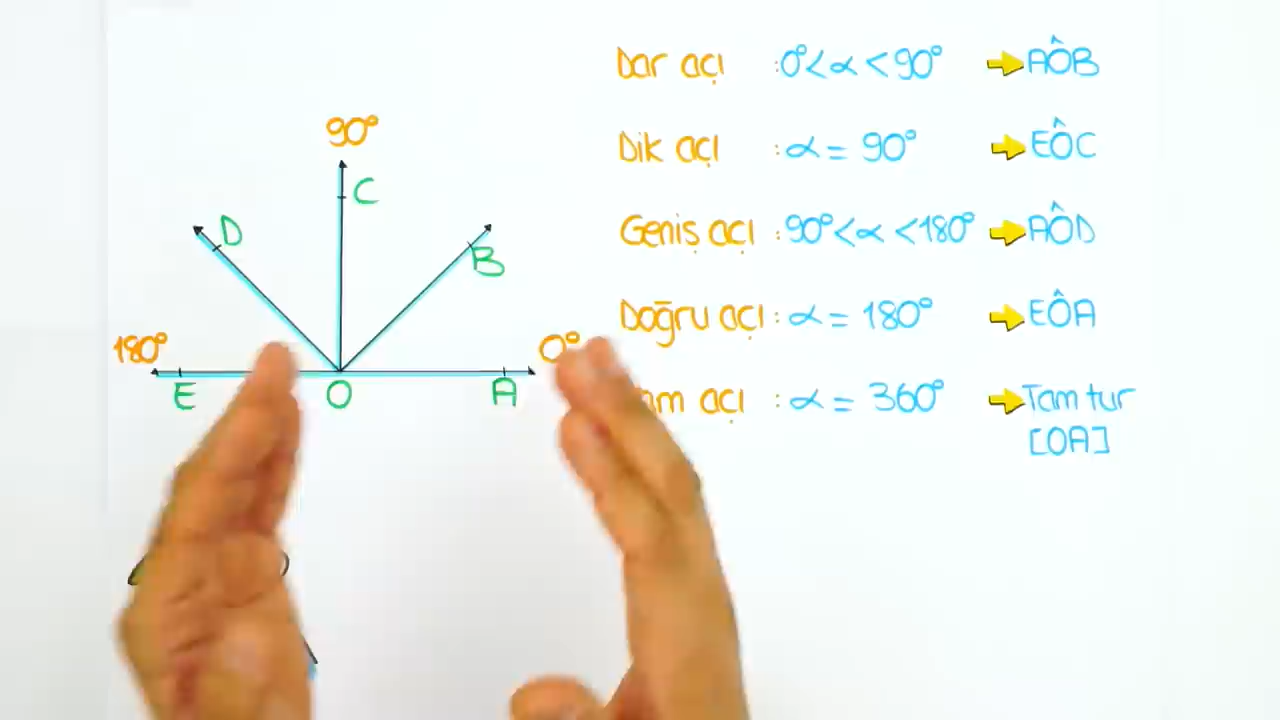 Dar açı : 0°<α<90° AÔB
Dik açı : α = 90° EÔC
Geniş açı : 90°<α<180° AÔD
Doğru açı : α = 180° EÔA
açı : α = 360° Tam tur
[OA]
90°
C
D
B
180°
0°
E
O
A